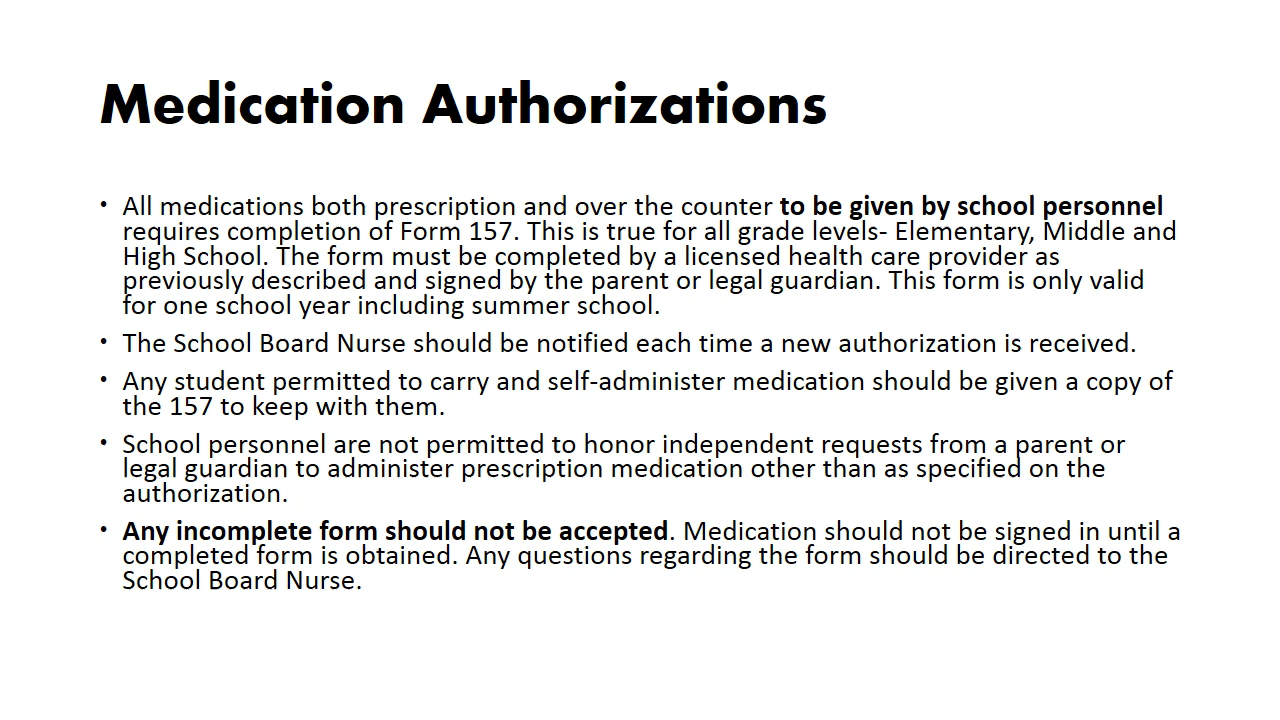 Medication Authorizations
• All medications both prescription and over the counter to be given by school personnel
requires completion of Form 157. This is true for all grade levels- Elementary, Middle and
High School. The form must be completed by a licensed health care provider as
previously described and signed by the parent or legal guardian. This form is only valid
for one school year including summer school.
• The School Board Nurse should be notified each time a new authorization is received.
• Any student permitted to carry and self-administer medication should be given a copy of
the 157 to keep with them.
• School personnel are not permitted to honor independent requests from a parent or
legal guardian to administer prescription medication other than as specified on the
authorization.
• Any incomplete form should not be accepted. Medication should not be signed in until a
completed form is obtained. Any questions regarding the form should be directed to the
School Board Nurse.